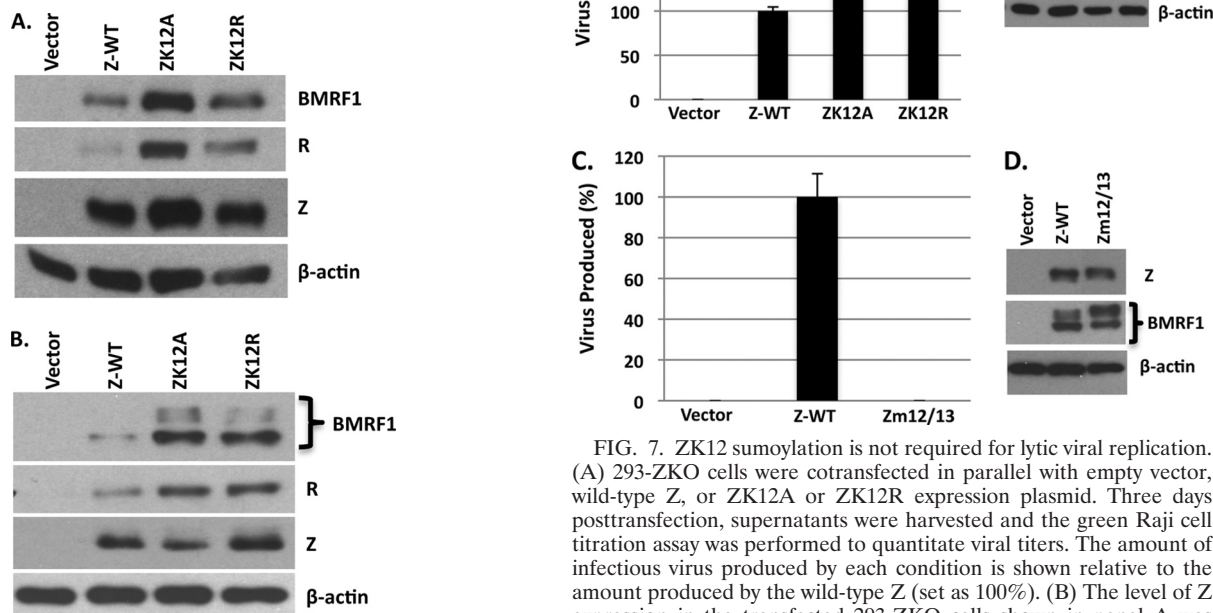 A.
Vector
Z-WT
ZK12A
ZK12R
BMRF1
R
Z
β-actin
B.
Vector
Z-WT
ZK12A
ZK12R
BMRF1
R
Z
β-actin
Virus
100
50
0
Vector
Z-WT
ZK12A
ZK12R
β-actin
C.
Virus Produced (%)
120
100
80
60
40
20
0
Vector
Z-WT
Zm12/13
D.
Vector
Z-WT
Zm12/13
Z
BMRF1
β-actin
FIG. 7. ZK12 sumoylation is not required for lytic viral replication.
(A) 293-ZKO cells were cotransfected in parallel with empty vector,
wild-type Z, or ZK12A or ZK12R expression plasmid. Three days
posttransfection, supernatants were harvested and the green Raji cell
titration assay was performed to quantitate viral titers. The amount of
infectious virus produced by each condition is shown relative to the
amount produced by the wild-type Z (set as 100%). (B) The level of Z